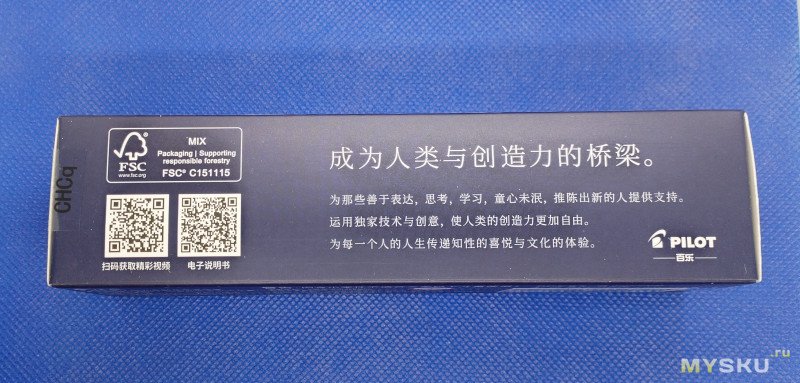 CHCq
FSC
www.fsc.org
MIX
Packaging | Supporting
responsible forestry
FSC® C151115
扫码获取精彩视频
电子说明书
成为人类与创造力的桥梁。
为那些善于表达，思考，学习，童心未泯，推陈出新的人提供支持。
运用独家技术与创意，使人类的创造力更加自由。
为每一个人的人生传递知性的喜悦与文化的体验。
PILOT
百乐
MYSKU.ru